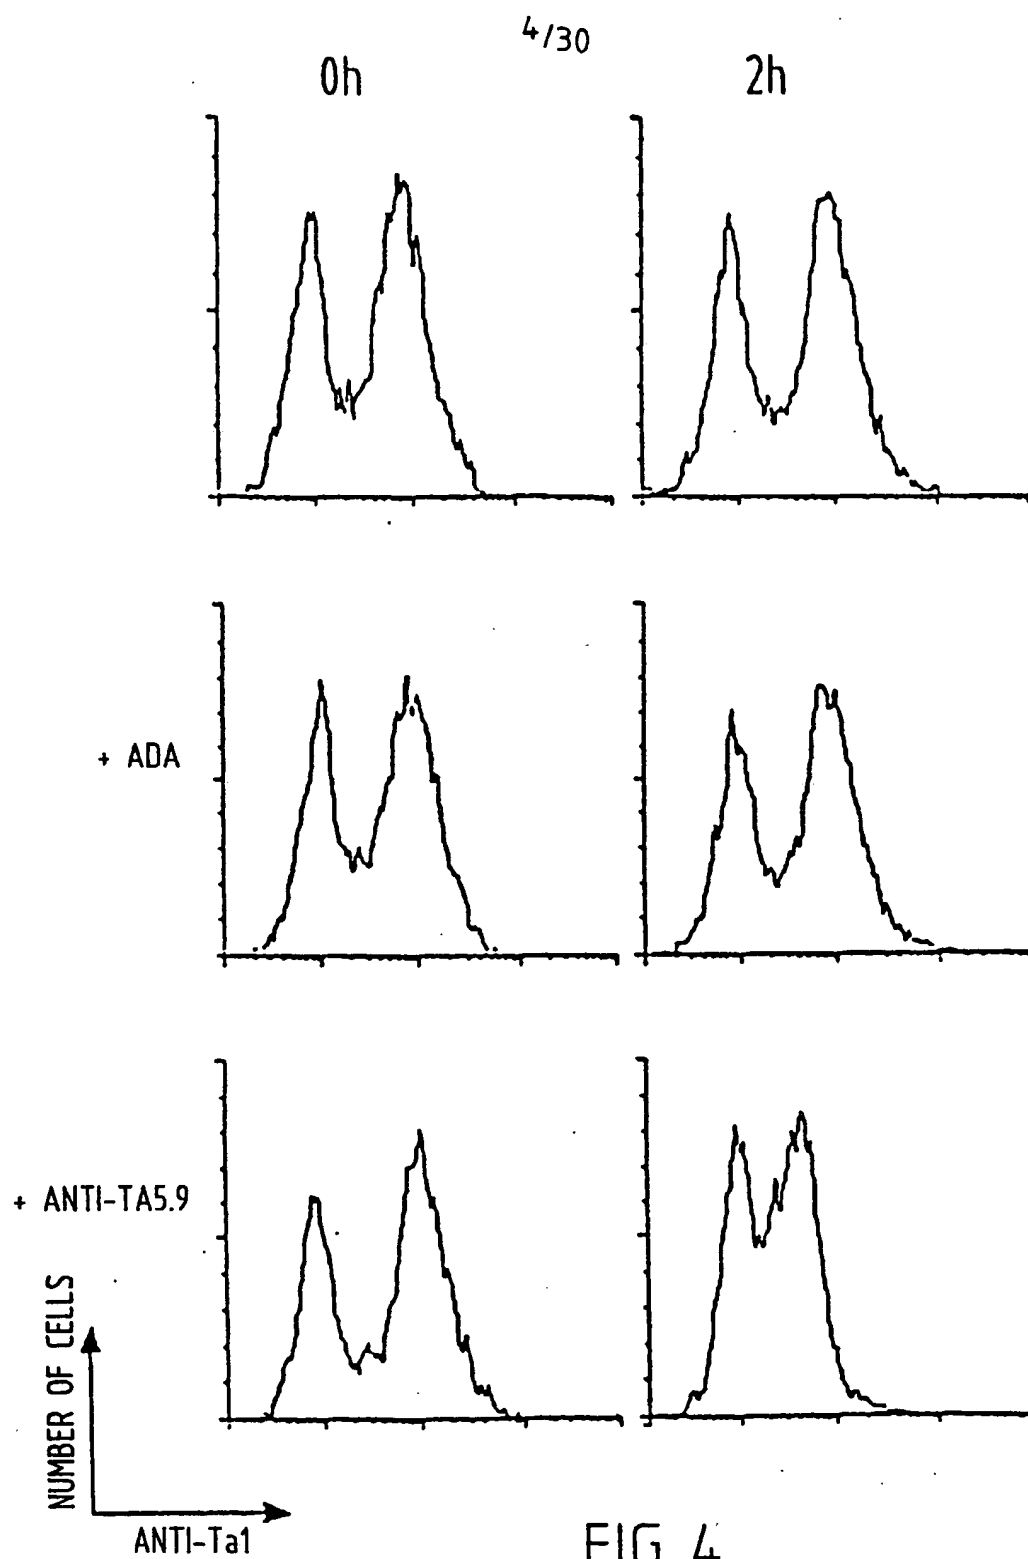 4/30
0h 2h
+ ADA
+ ANTI-TA5.9
NUMBER OF CELLS
ANTI-Ta1
FIG 4